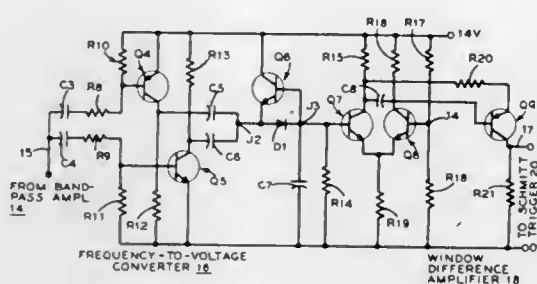 R18 R17
14V
R10 Q4 R13 Q6 R15 R20
C3 R8 C5 C8
J3 Q7 Q9
J2 J4 17
15 C4 R9 C6 D1 Q8
FROM BAND-
PASS AMPL
14
R11 R12 Q5 C7 R14 R19 R18 R21
TO SCHMITT
TRIGGER 20
FREQUENCY-TO-VOLTAGE
CONVERTER 16
WINDOW
DIFFERENCE
AMPLIFIER 18